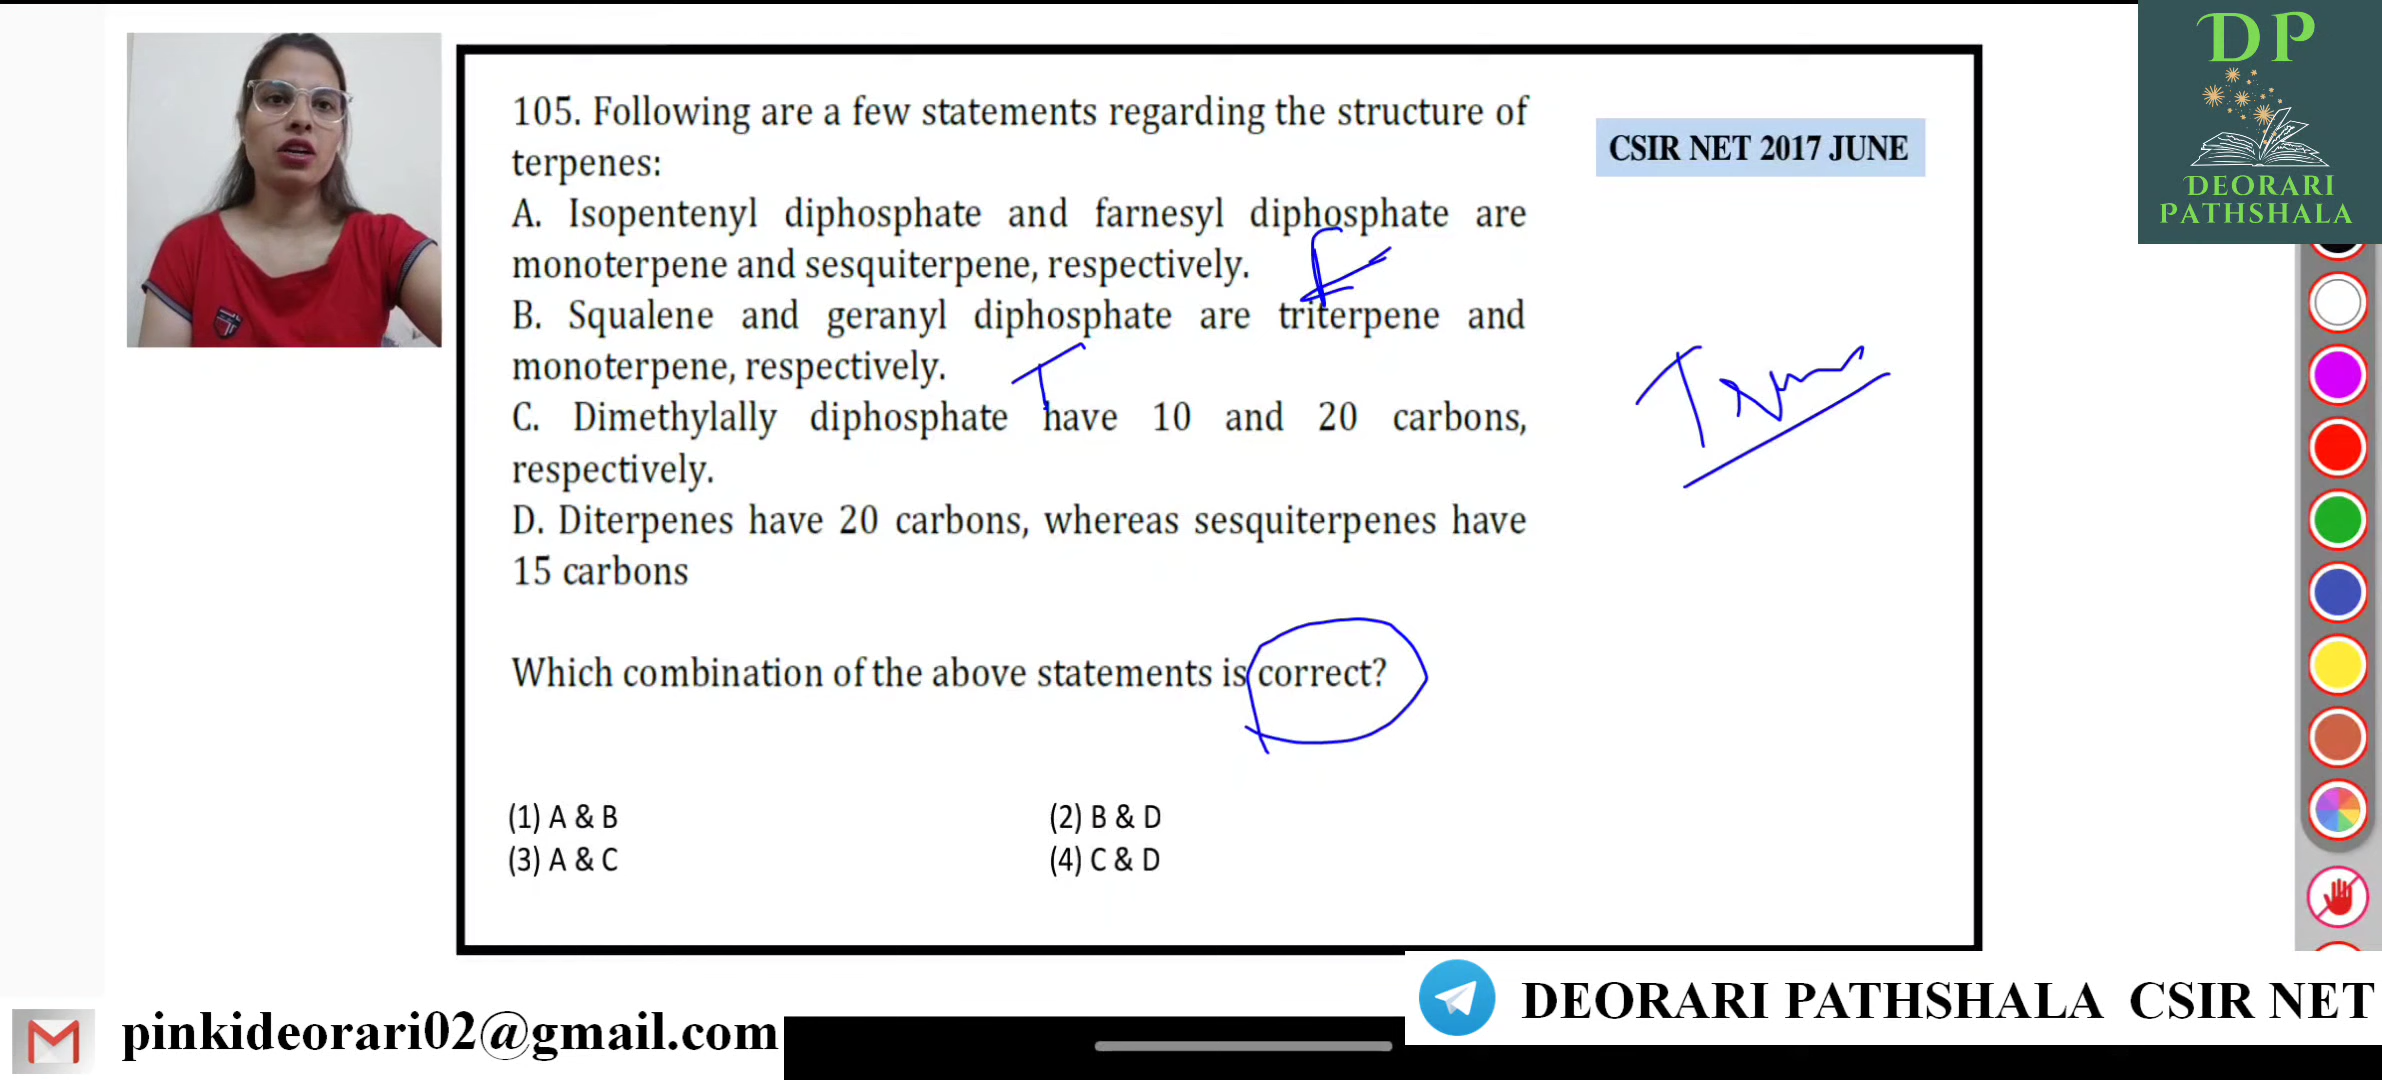 DP
DEORARI
PATHSHALA
CSIR NET 2017 JUNE
105. Following are a few statements regarding the structure of
terpenes:
A. Isopentenyl diphosphate and farnesyl diphosphate are
monoterpene and sesquiterpene, respectively.
F
B. Squalene and geranyl diphosphate are triterpene and
monoterpene, respectively.
T
True
C. Dimethylally diphosphate have 10 and 20 carbons,
respectively.
D. Diterpenes have 20 carbons, whereas sesquiterpenes have
15 carbons
Which combination of the above statements is correct?
(1) A & B
(2) B & D
(3) A & C
(4) C & D
DEORARI PATHSHALA CSIR NET
pinkideorari02@gmail.com